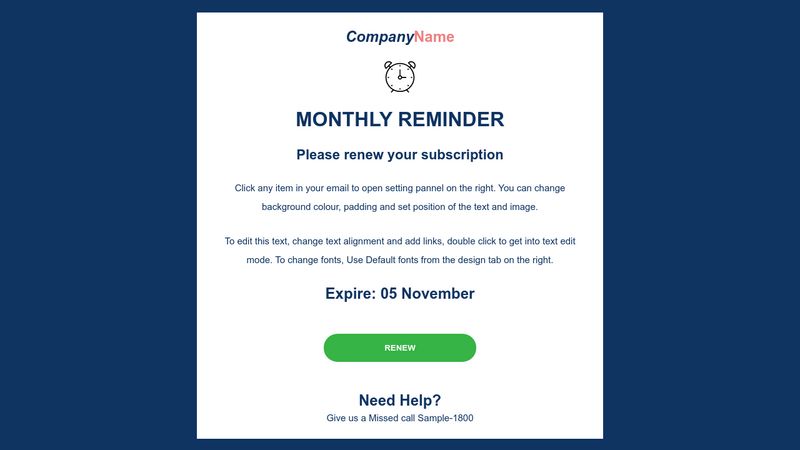 CompanyName
MONTHLY REMINDER
Please renew your subscription
Click any item in your email to open setting pannel on the right. You can change
background colour, padding and set position of the text and image.
To edit this text, change text alignment and add links, double click to get into text edit
mode. To change fonts, Use Default fonts from the design tab on the right.
Expire: 05 November
RENEW
Need Help?
Give us a Missed call Sample-1800